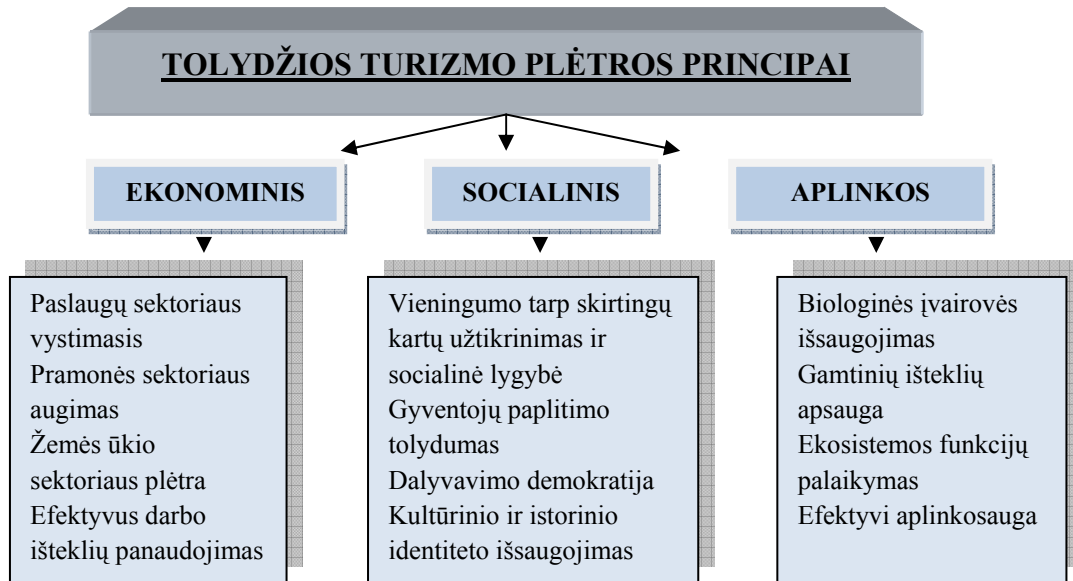 TOLYDŽIOS TURIZMO PLĖTROS PRINCIPAI
EKONOMINIS
SOCIALINIS
APLINKOS
Paslaugų sektoriaus
vystimasis
Pramonės sektoriaus
augimas
Žemės ūkio
sektoriaus plėtra
Efektyvus darbo
išteklių panaudojimas
Vieningumo tarp skirtingų
kartų užtikrinimas ir
socialinė lygybė
Gyventojų paplitimo
tolydumas
Dalyvavimo demokratija
Kultūrinio ir istorinio
identiteto išsaugojimas
Biologinės įvairovės
išsaugojimas
Gamtinių išteklių
apsauga
Ekosistemos funkcijų
palaikymas
Efektyvi aplinkosauga